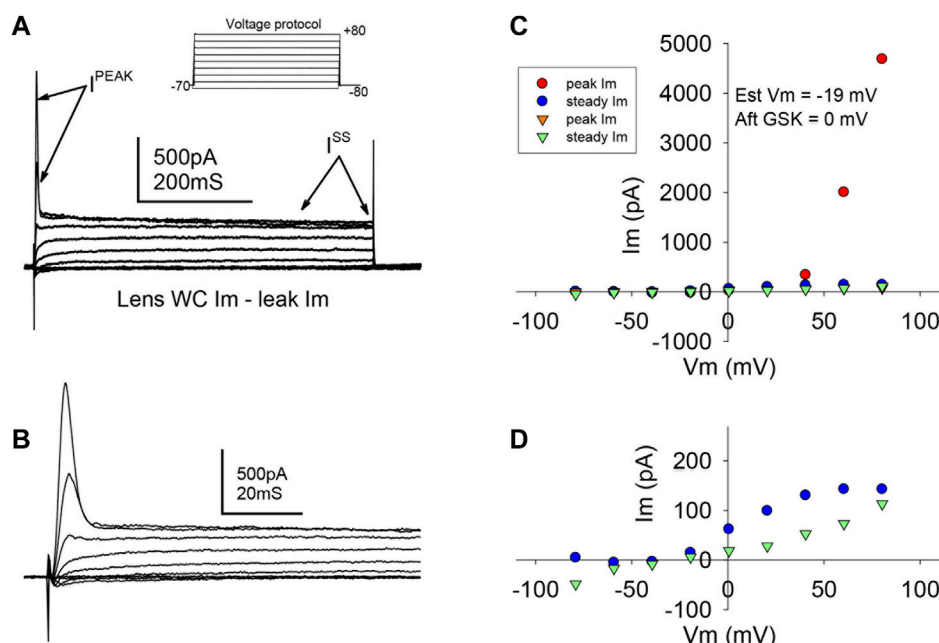 A
Voltage protocol
+80
-70
-80
I PEAK
I SS
500pA
200mS
Lens WC Im - leak Im
B
500pA
20mS
C
peak Im
steady Im
peak Im
steady Im
Est Vm = -19 mV
Aft GSK = 0 mV
Im (pA)
5000
4000
3000
2000
1000
0
-1000
-100
-50
0
50
100
Vm (mV)
D
Im (pA)
200
100
0
-100
-100
-50
0
50
100
Vm (mV)